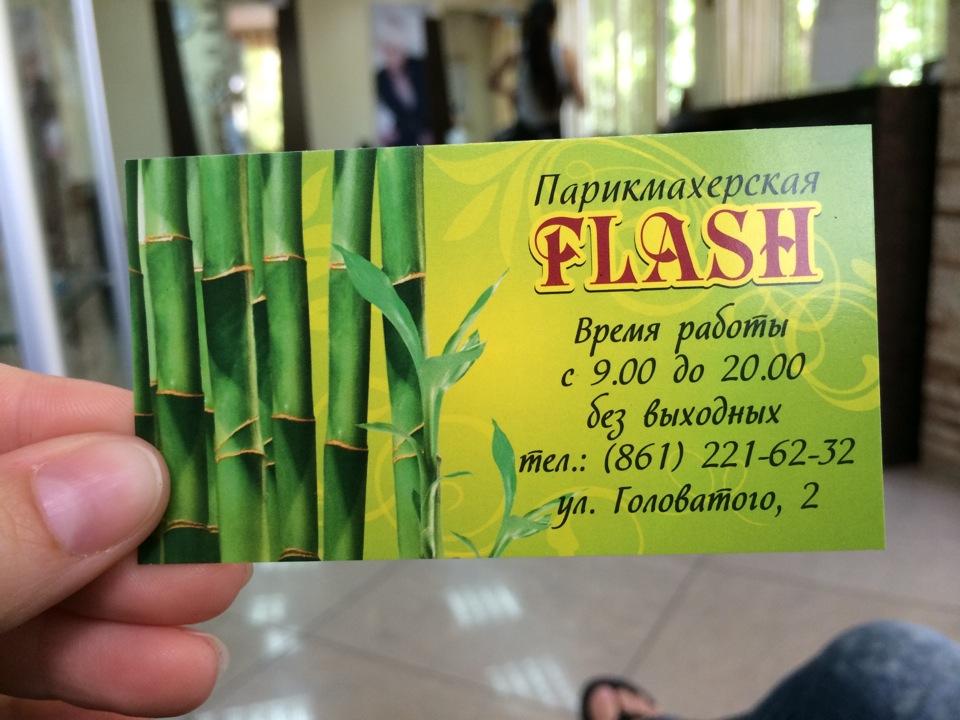 Парикмахерская
FLASH
Время работы
с 9.00 до 20.00
без выходных
тел.: (861) 221-62-32
ул. Головатого, 2